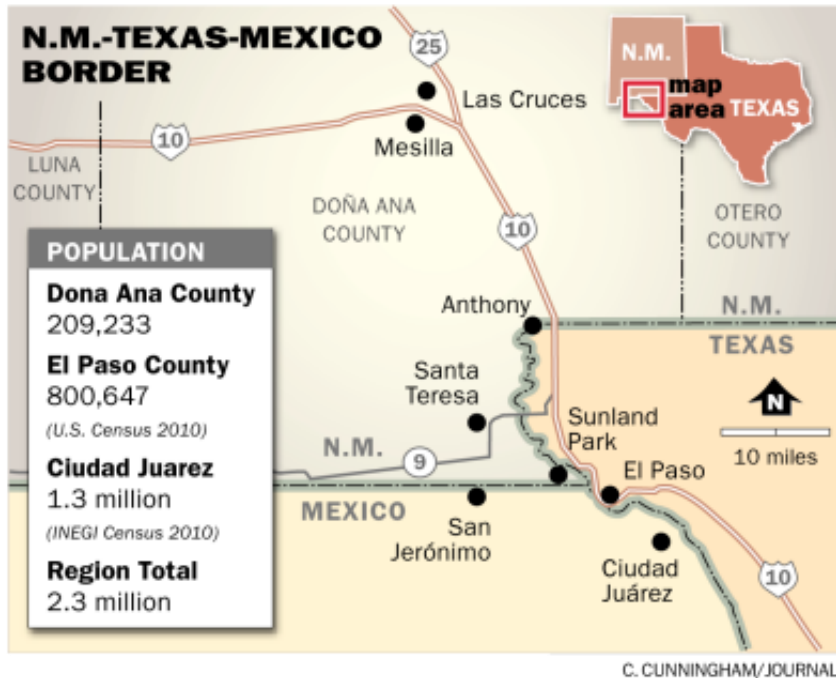 N.M.-TEXAS-MEXICO
BORDER
25
N.M.
map
area
TEXAS
Las Cruces
10
Mesilla
LUNA
COUNTY
DOÑA ANA
COUNTY
10
OTERO
COUNTY
POPULATION
Dona Ana County
209,233
El Paso County
800,647
(U.S. Census 2010)
Ciudad Juarez
1.3 million
(INEGI Census 2010)
Region Total
2.3 million
Anthony
N.M.
TEXAS
Santa
Teresa
N
Sunland
Park
10 miles
N.M.
9
El Paso
MEXICO
San
Jerónimo
Ciudad
Juárez
10
C. CUNNINGHAM/JOURNAL